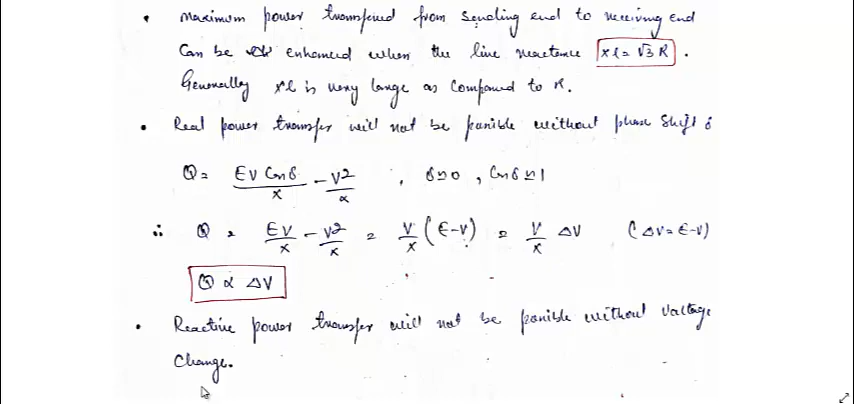 • Maximum power transfered from sending end to receiving end
Can be enhanced when the line reactance xl = √3 R .
Generally xl is very large as compared to R.
• Real power transfer will not be possible without phase shift δ
Q = EV Cos δ / x − V² / x , δ ≈ 0 , Cos δ ≈ 1
∴ Q = EV / x − V² / x = V / x ( E − V ) = V / x ΔV ( ΔV = E − V )
Q ∝ ΔV
• Reactive power transfer will not be possible without Valtage
Change.